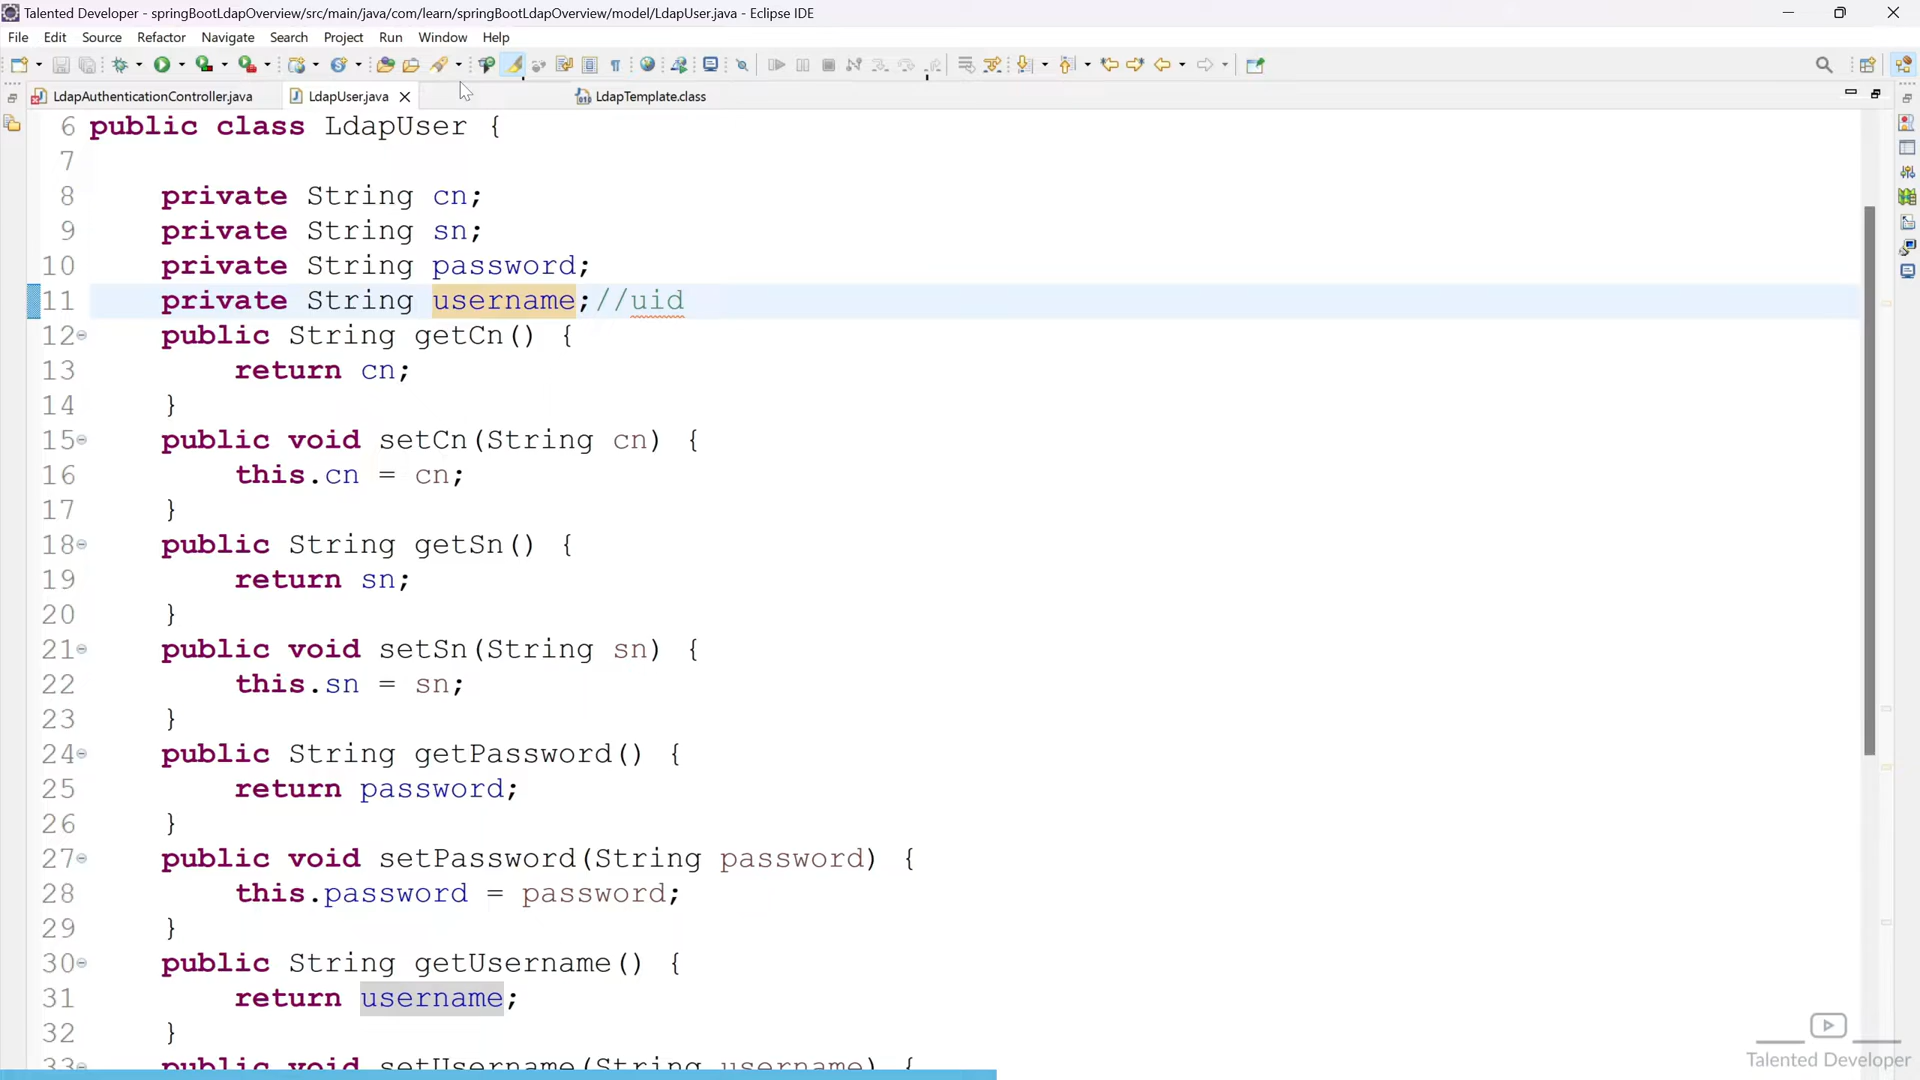 Talented Developer - springBootLdapOverview/src/main/java/com/learn/springBootLdapOverview/model/LdapUser.java - Eclipse IDE
File Edit Source Refactor Navigate Search Project Run Window Help
LdapAuthenticationController.java LdapUser.java LdapTemplate.class
6 public class LdapUser {
7
8 private String cn;
9 private String sn;
10 private String password;
11 private String username;//uid
12 public String getCn() {
13 return cn;
14 }
15 public void setCn(String cn) {
16 this.cn = cn;
17 }
18 public String getSn() {
19 return sn;
20 }
21 public void setSn(String sn) {
22 this.sn = sn;
23 }
24 public String getPassword() {
25 return password;
26 }
27 public void setPassword(String password) {
28 this.password = password;
29 }
30 public String getUsername() {
31 return username;
32 }
33 public void setUsername(String username) {
Talented Developer